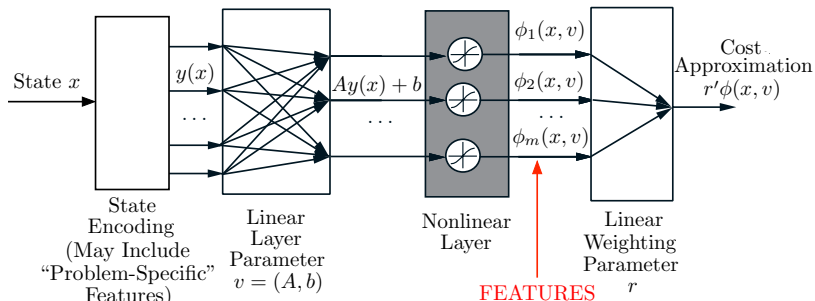 State x
y(x)
. . .
Ay(x) + b
. . .
ϕ1(x, v)
ϕ2(x, v)
. . .
ϕm(x, v)
Cost
Approximation
r′ϕ(x, v)
State
Encoding
(May Include
“Problem-Specific”
Features)
Linear
Layer
Parameter
v = (A, b)
Nonlinear
Layer
FEATURES
Linear
Weighting
Parameter
r